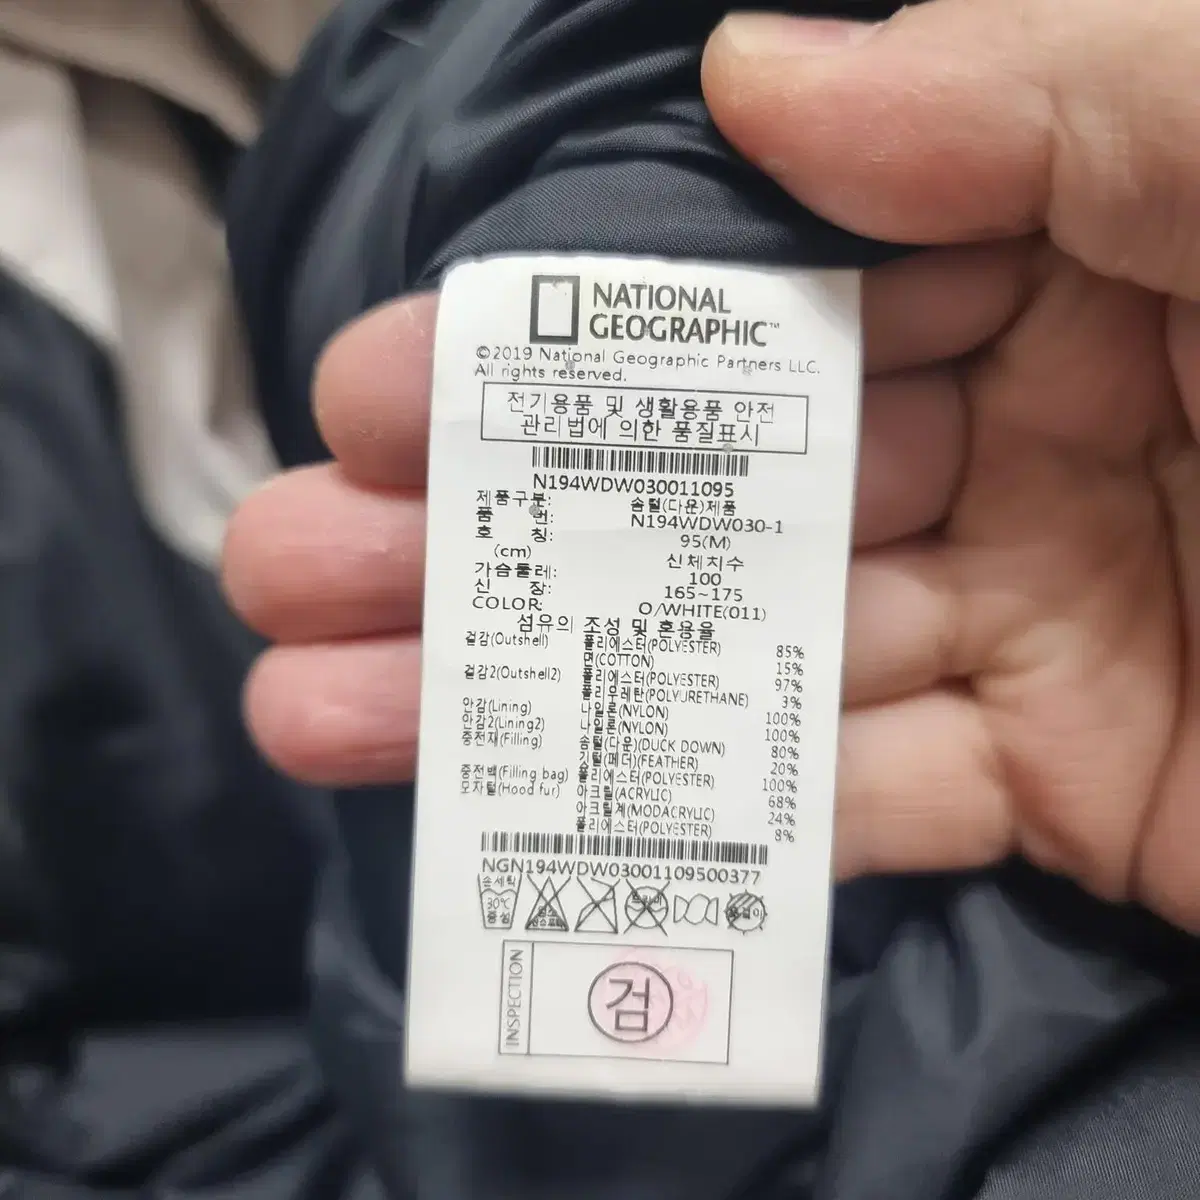 NATIONAL
GEOGRAPHIC™
©2019 National Geographic Partners LLC.
All rights reserved.
전기용품 및 생활용품 안전
관리법에 의한 품질표시
N194WDW030011095
제품구분: 솜털(다운)제품
품 번: N194WDW030-1
호 칭: 95(M)
(cm) 신체치수
가슴둘레: 100
신 장: 165~175
COLOR: O/WHITE(011)
섬유의 조성 및 혼용율
겉감(Outshell) 폴리에스터(POLYESTER) 85%
면(COTTON) 15%
겉감2(Outshell2) 폴리에스터(POLYESTER) 97%
폴리우레탄(POLYURETHANE) 3%
안감(Lining) 나일론(NYLON) 100%
안감2(Lining2) 나일론(NYLON) 100%
충전재(Filling) 솜털(다운)(DUCK DOWN) 80%
깃털(페더)(FEATHER) 20%
충전백(Filling bag) 폴리에스터(POLYESTER) 100%
모자털(Hood fur) 아크릴(ACRYLIC) 68%
아크릴계(MODACRYLIC) 24%
폴리에스터(POLYESTER) 8%
NGN194WDW03001109500377
손세탁
30℃
중성
드라이
INSPECTION
검